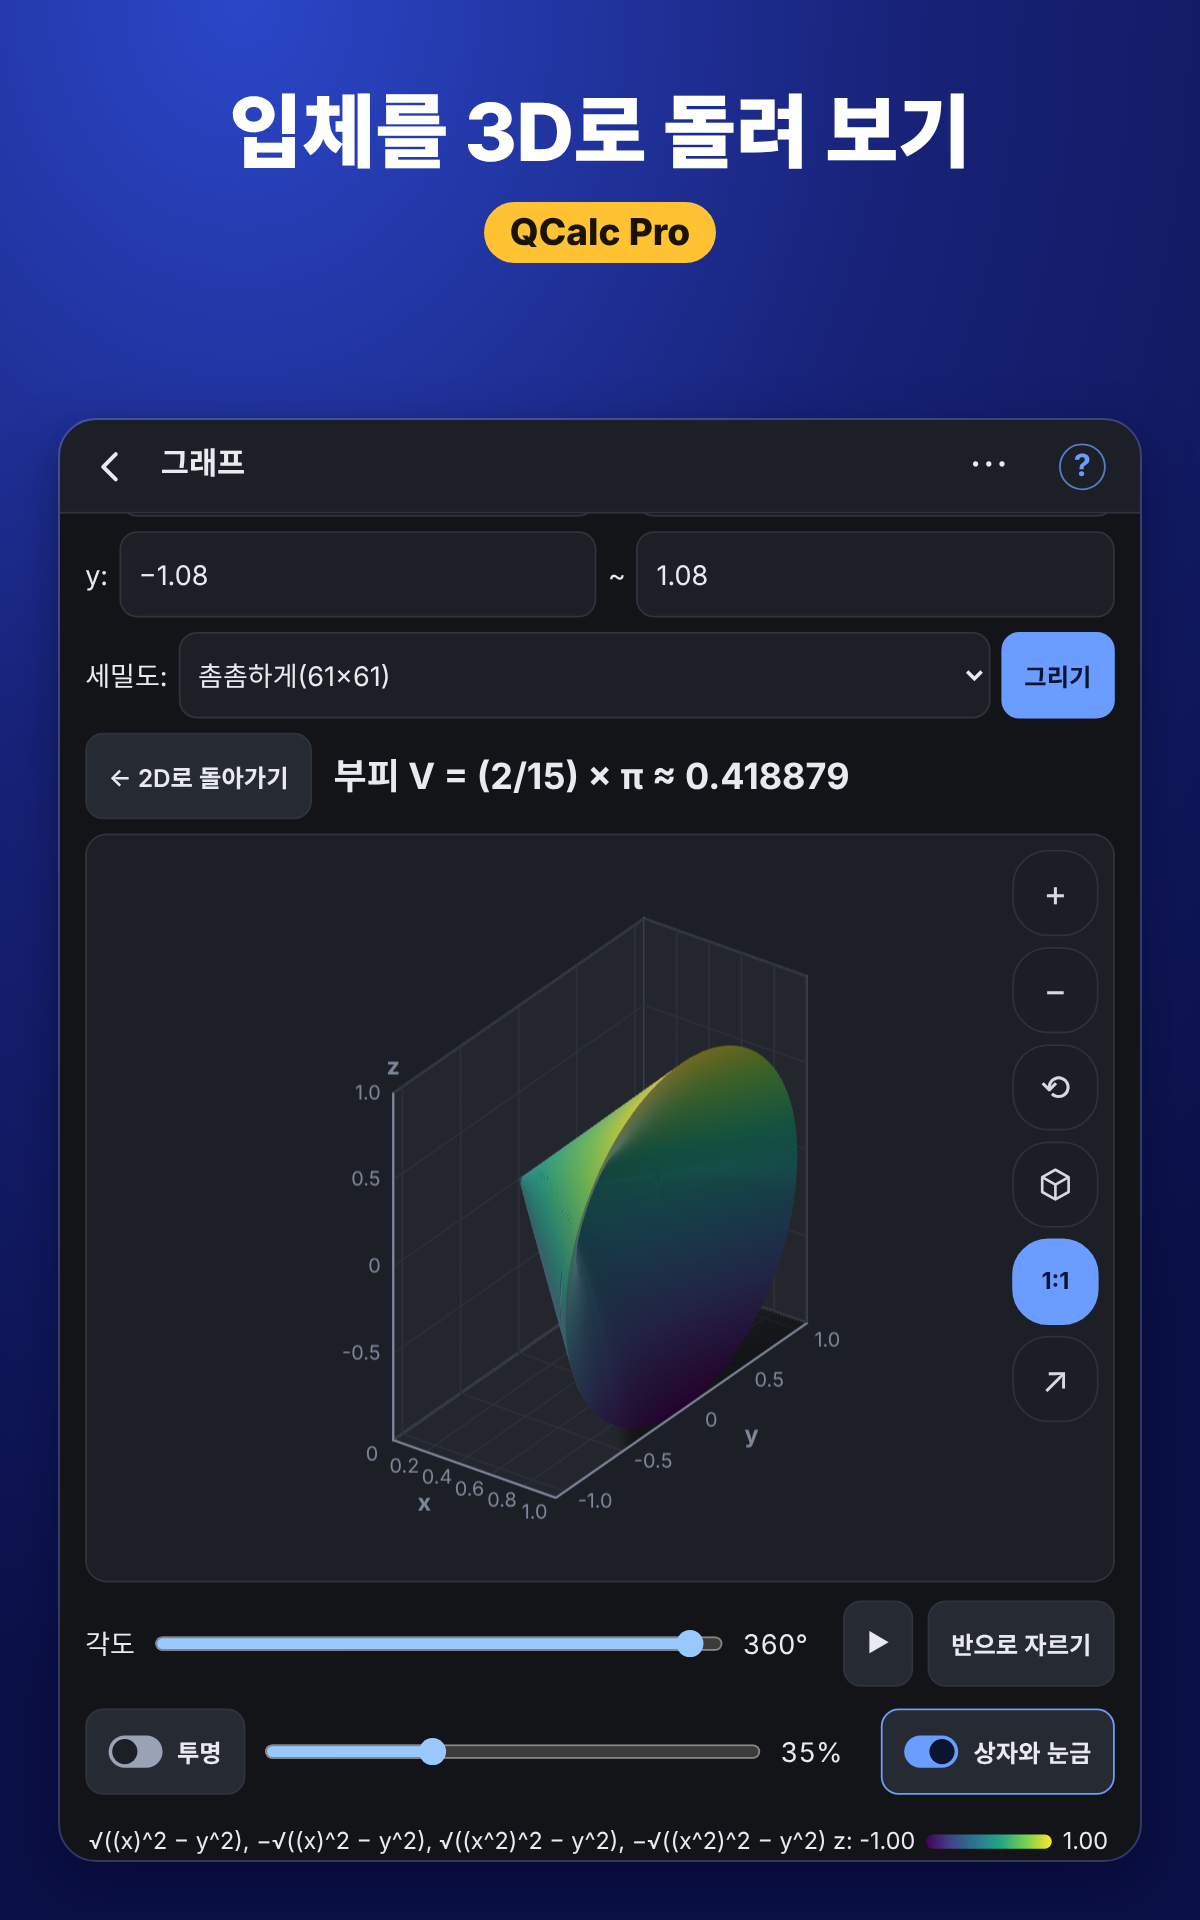 입체를 3D로 돌려 보기
QCalc Pro
그래프 ··· ?
y: −1.08 ~ 1.08
세밀도: 촘촘하게(61×61) 그리기
← 2D로 돌아가기 부피 V = (2/15) × π ≈ 0.418879
+
−
⟲
1:1
↗
z
1.0
0.5
0
-0.5
0
0.2
0.4
0.6
0.8
1.0
x
-1.0
-0.5
0
0.5
1.0
y
각도 360° ▶ 반으로 자르기
투명 35% 상자와 눈금
√((x)^2 − y^2), −√((x)^2 − y^2), √((x^2)^2 − y^2), −√((x^2)^2 − y^2) z: -1.00 1.00